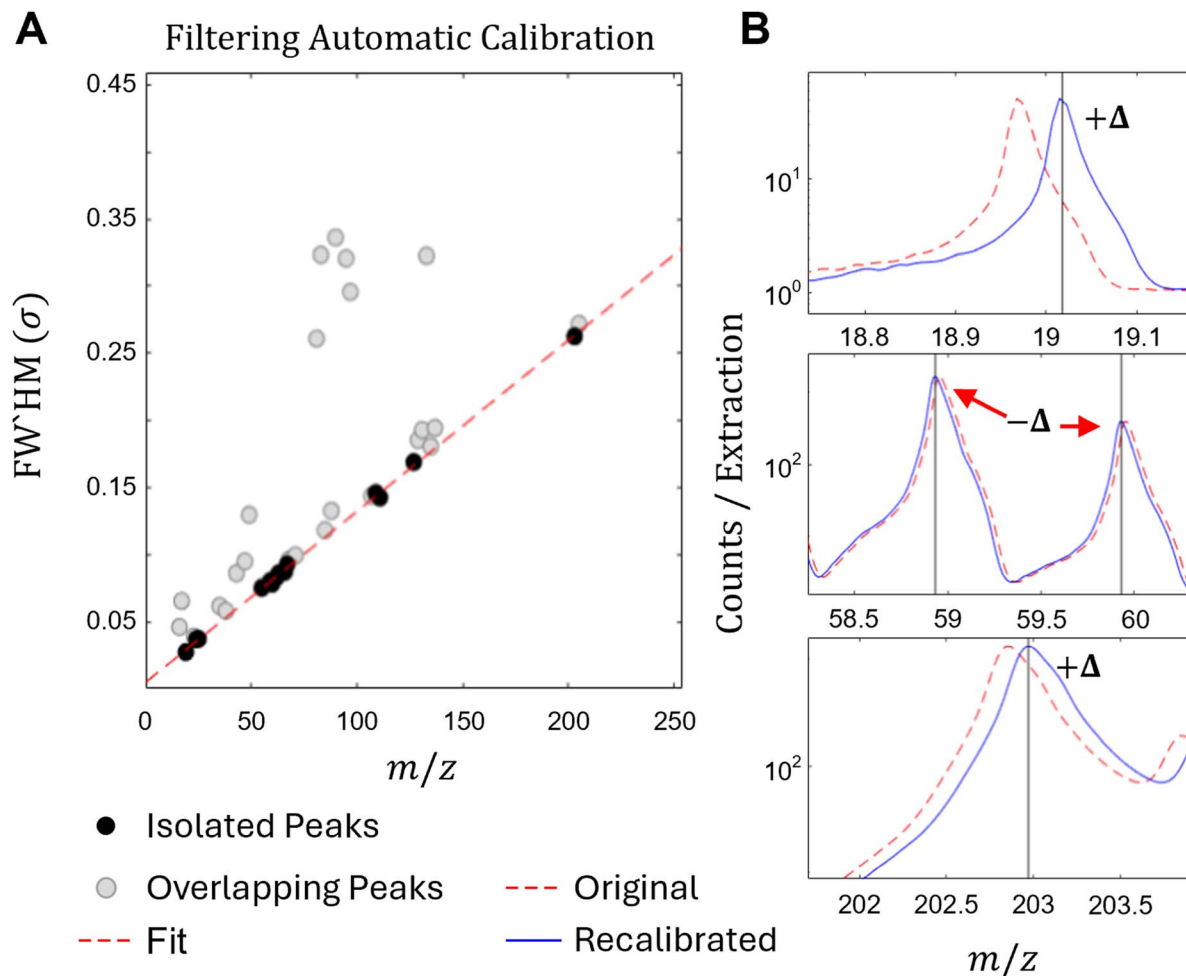 A
Filtering Automatic Calibration
0.45
0.35
0.25
0.15
0.05
FW`HM (σ)
0 50 100 150 200 250
m/z
Isolated Peaks
Overlapping Peaks
Fit
Original
Recalibrated
B
+Δ
10¹
10⁰
18.8 18.9 19 19.1
Counts / Extraction
−Δ
10²
58.5 59 59.5 60
+Δ
10²
202 202.5 203 203.5
m/z